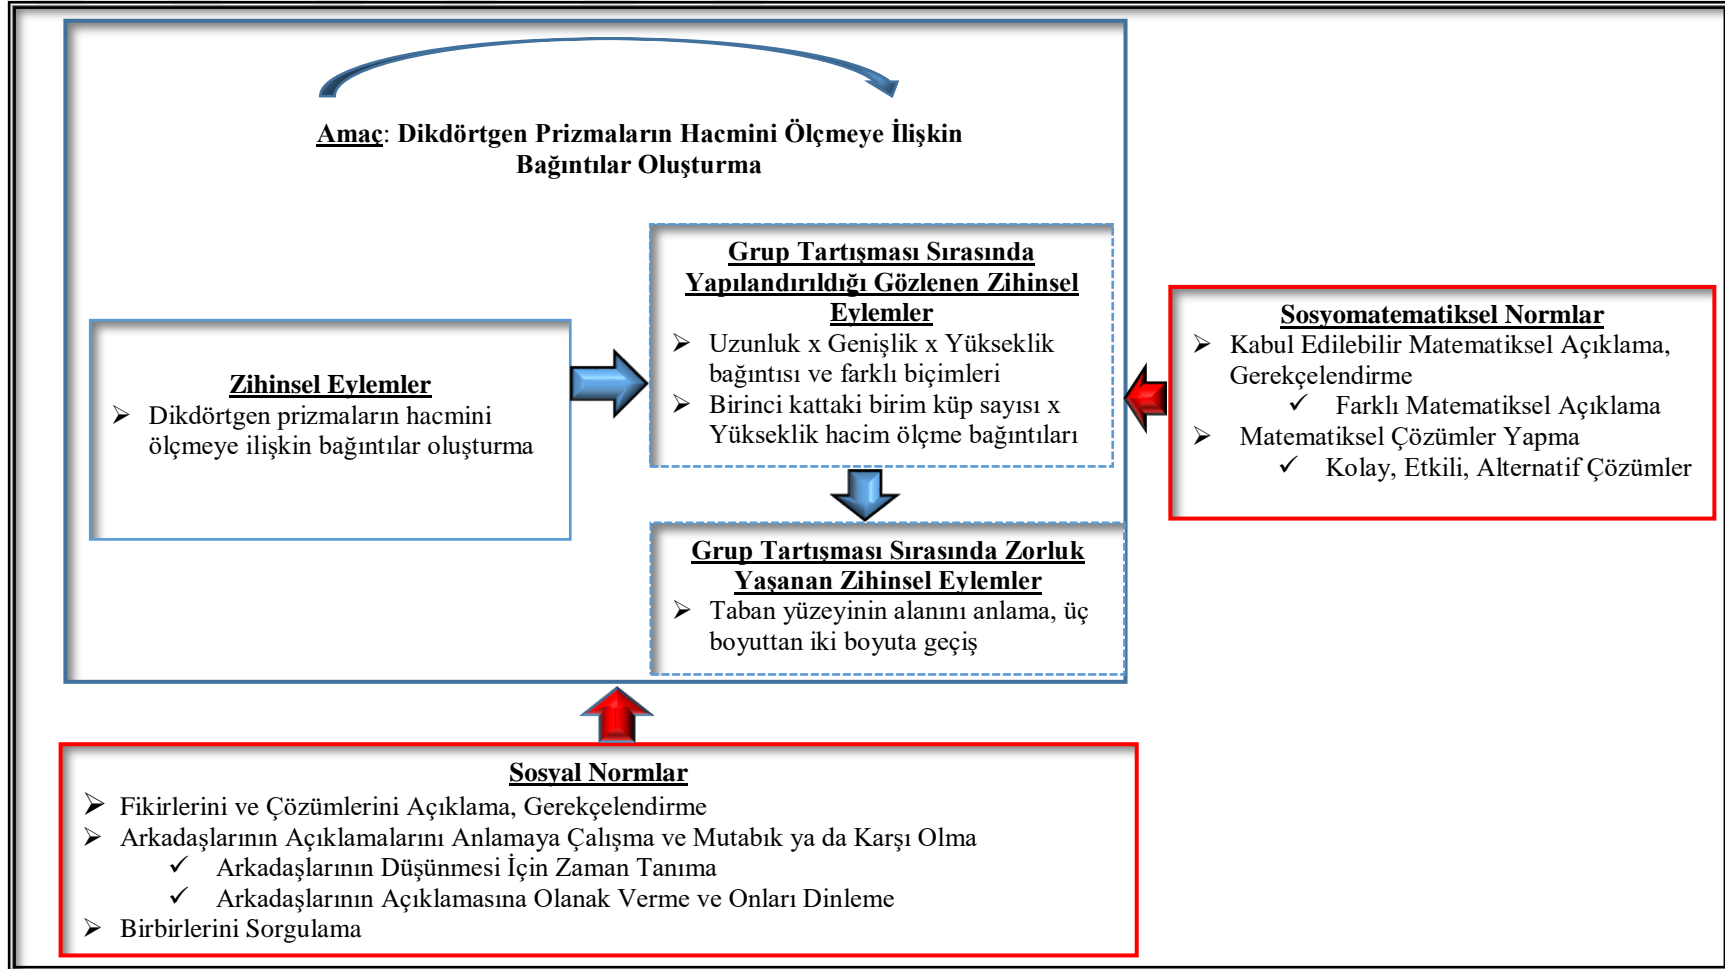 Amaç: Dikdörtgen Prizmaların Hacmini Ölçmeye İlişkin
Bağıntılar Oluşturma
Zihinsel Eylemler
➢ Dikdörtgen prizmaların hacmini
ölçmeye ilişkin bağıntılar oluşturma
Grup Tartışması Sırasında
Yapılandırıldığı Gözlenen Zihinsel
Eylemler
➢ Uzunluk x Genişlik x Yükseklik
bağıntısı ve farklı biçimleri
➢ Birinci kattaki birim küp sayısı x
Yükseklik hacim ölçme bağıntıları
Grup Tartışması Sırasında Zorluk
Yaşanan Zihinsel Eylemler
➢ Taban yüzeyinin alanını anlama, üç
boyuttan iki boyuta geçiş
Sosyomatematiksel Normlar
➢ Kabul Edilebilir Matematiksel Açıklama,
Gerekçelendirme
✓ Farklı Matematiksel Açıklama
➢ Matematiksel Çözümler Yapma
✓ Kolay, Etkili, Alternatif Çözümler
Sosyal Normlar
➢ Fikirlerini ve Çözümlerini Açıklama, Gerekçelendirme
➢ Arkadaşlarının Açıklamalarını Anlamaya Çalışma ve Mutabık ya da Karşı Olma
✓ Arkadaşlarının Düşünmesi İçin Zaman Tanıma
✓ Arkadaşlarının Açıklamasına Olanak Verme ve Onları Dinleme
➢ Birbirlerini Sorgulama